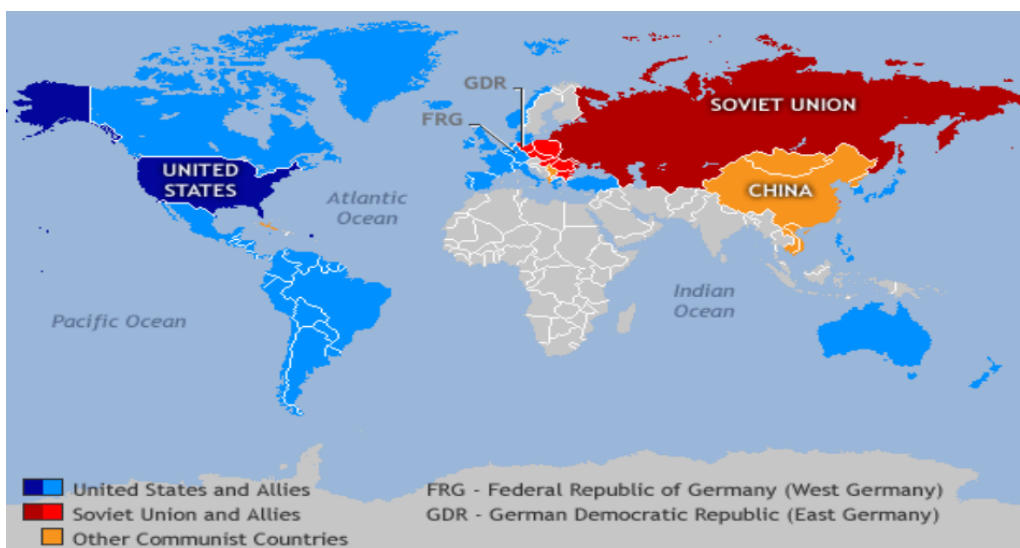 GDR
FRG
SOVIET UNION
UNITED
STATES
CHINA
Atlantic
Ocean
Indian
Ocean
Pacific Ocean
United States and Allies
FRG - Federal Republic of Germany (West Germany)
Soviet Union and Allies
GDR - German Democratic Republic (East Germany)
Other Communist Countries